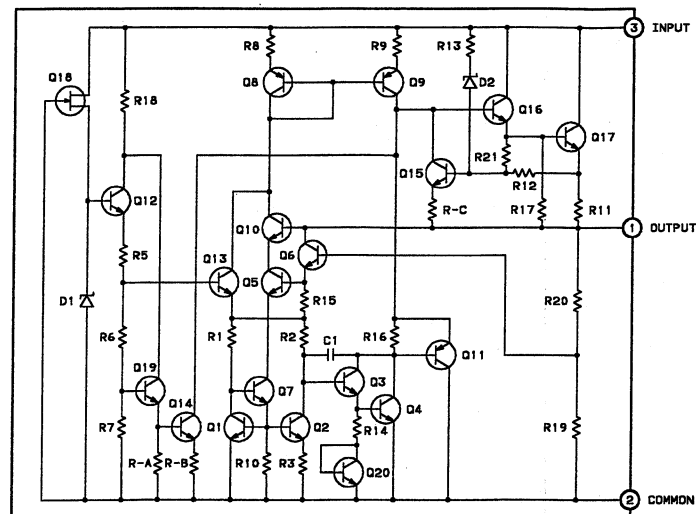 3 INPUT
R8 R9 R13
Q18 Q8 Q9 D2
R18 Q16
Q17
R21
Q15 R12
Q12
R-C R17 R11
Q10 1 OUTPUT
R5 Q13 Q6
Q5
D1 R15 R20
R6 R1 R2 C1 R16
Q11
Q19 Q7 Q3
Q14 Q4
R7 Q1 Q2 R14 R19
R-A R-B R10 R3
Q20
2 COMMON